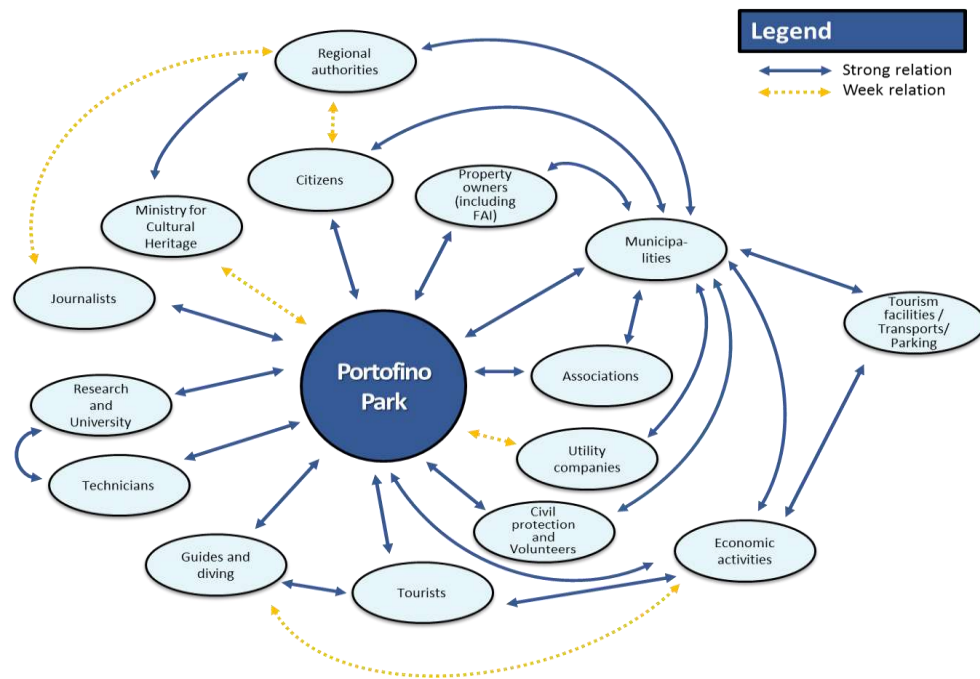 Legend
Strong relation
Week relation
Regional
authorities
Citizens
Property
owners
(including
FAI)
Ministry for
Cultural
Heritage
Municipa-
lities
Journalists
Tourism
facilities /
Transports/
Parking
Portofino
Park
Associations
Research
and
University
Utility
companies
Technicians
Civil
protection
and
Volunteers
Economic
activities
Guides and
diving
Tourists